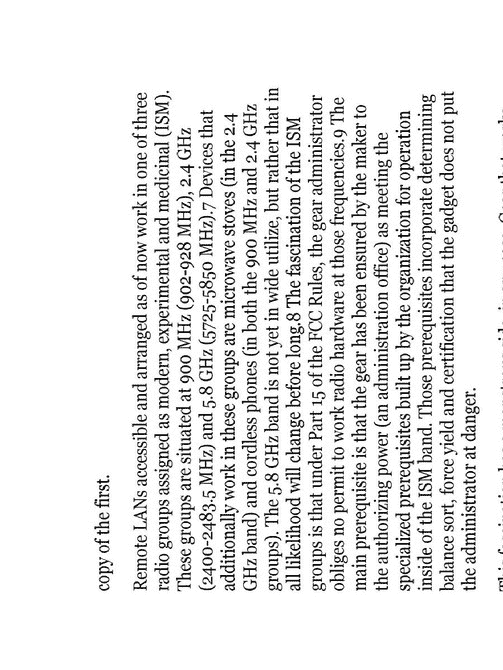 copy of the first.
Remote LANs accessible and arranged as of now work in one of three
radio groups assigned as modern, experimental and medicinal (ISM).
These groups are situated at 900 MHz (902-928 MHz), 2.4 GHz
(2400-2483.5 MHz) and 5.8 GHz (5725-5850 MHz).7 Devices that
additionally work in these groups are microwave stoves (in the 2.4
GHz band) and cordless phones (in both the 900 MHz and 2.4 GHz
groups). The 5.8 GHz band is not yet in wide utilize, but rather that in
all likelihood will change before long.8 The fascination of the ISM
groups is that under Part 15 of the FCC Rules, the gear administrator
obliges no permit to work radio hardware at those frequencies.9 The
main prerequisite is that the gear has been ensured by the maker to
the authorizing power (an administration office) as meeting the
specialized prerequisites built up by the organization for operation
inside of the ISM band. Those prerequisites incorporate determining
balance sort, force yield and certification that the gadget does not put
the administrator at danger.